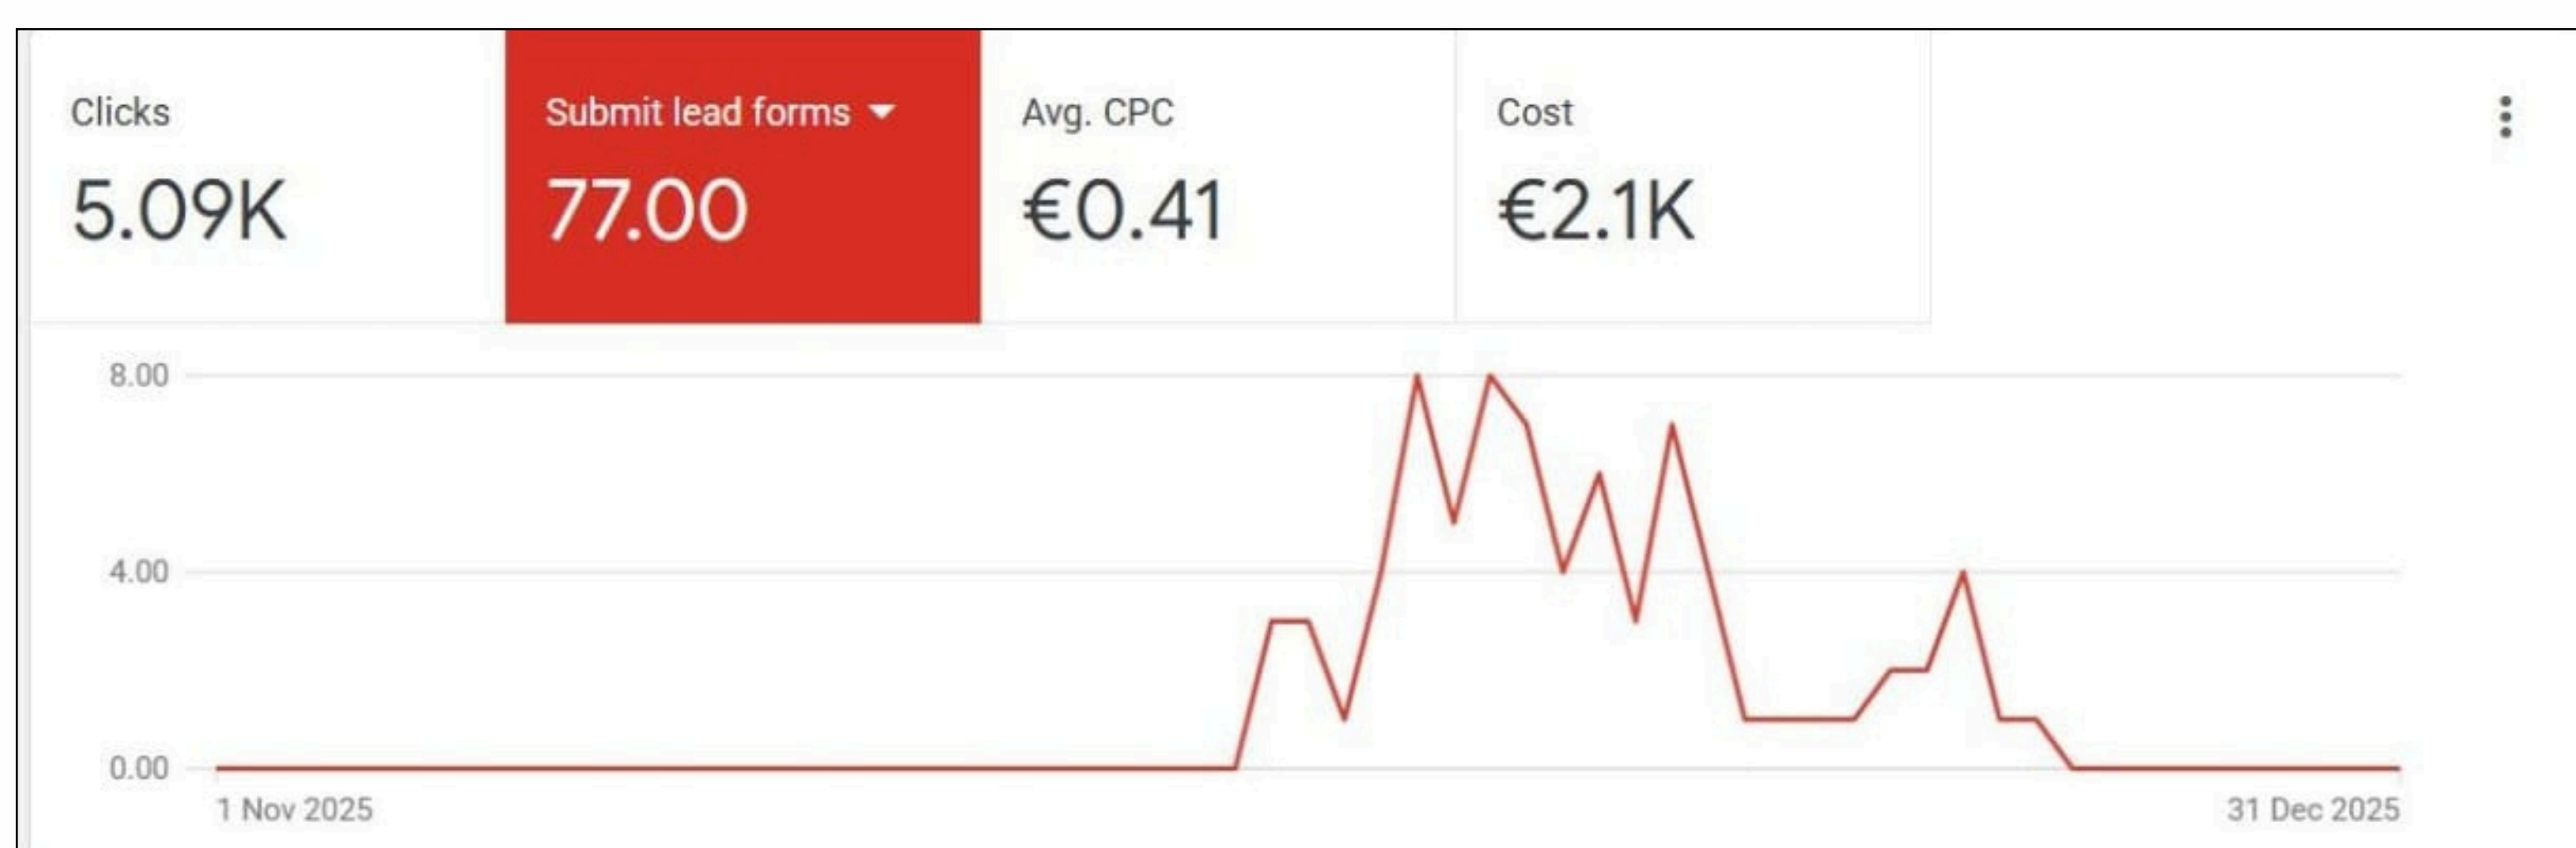 Clicks
5.09K
Submit lead forms
77.00
Avg. CPC
€0.41
Cost
€2.1K
8.00
4.00
0.00
1 Nov 2025
31 Dec 2025